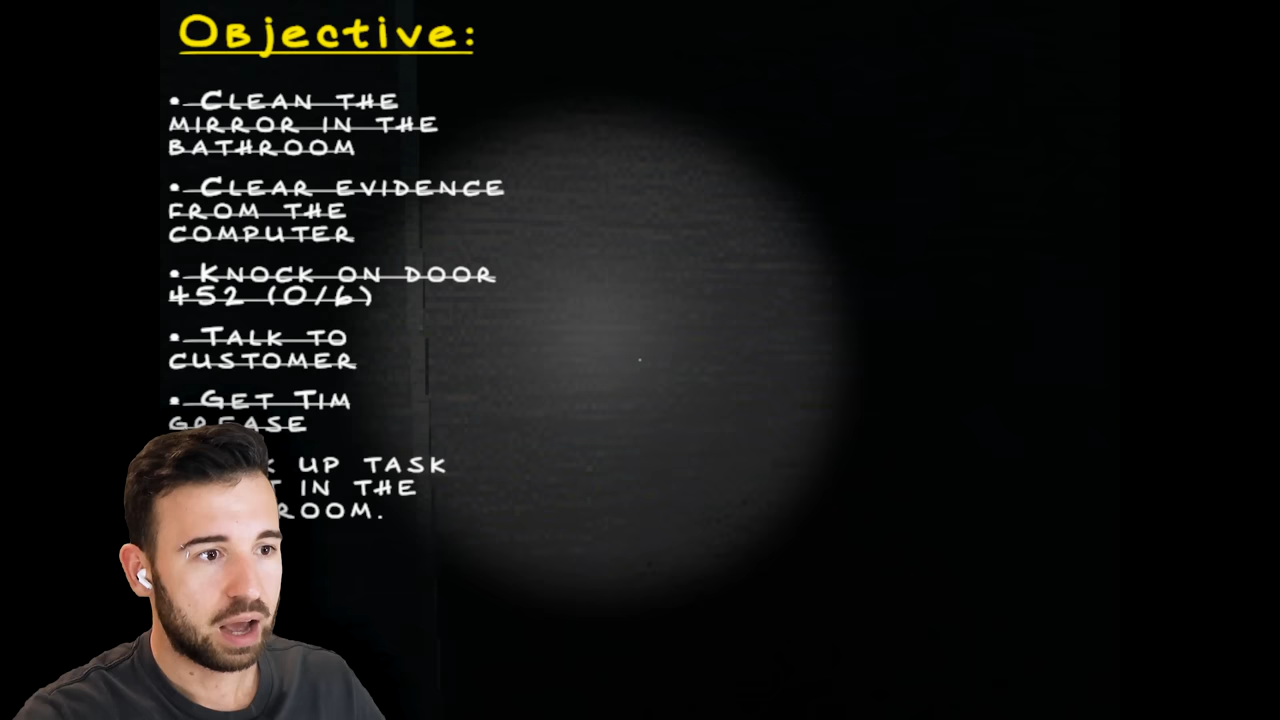 Objective:
• CLEAN THE
MIRROR IN THE
BATHROOM
• CLEAR EVIDENCE
FROM THE
COMPUTER
• KNOCK ON DOOR
452 (0/6)
• TALK TO
CUSTOMER
• GET TIM
GREASE
UP TASK
IN THE